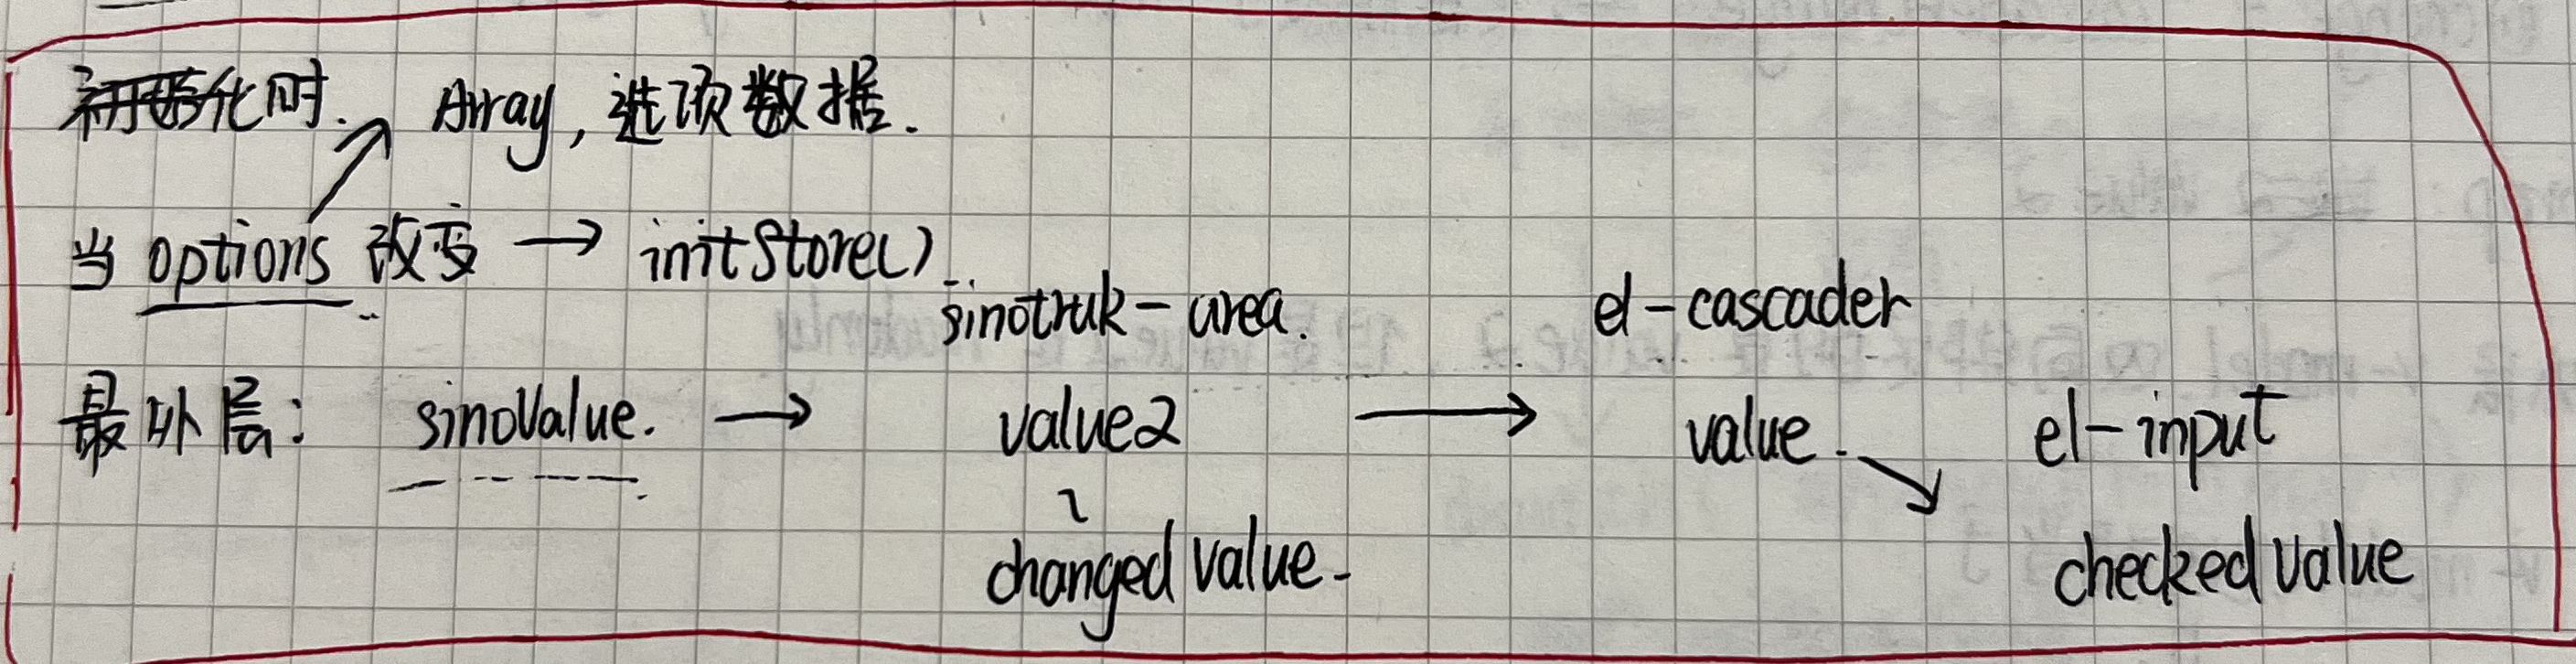 初始化时. Array, 选项数据.
当 options 改变 → initStore()
sinotruk-area. el-cascader
最外层: sinoValue. → value2 → value. ↘ el-input
changed value. checked value